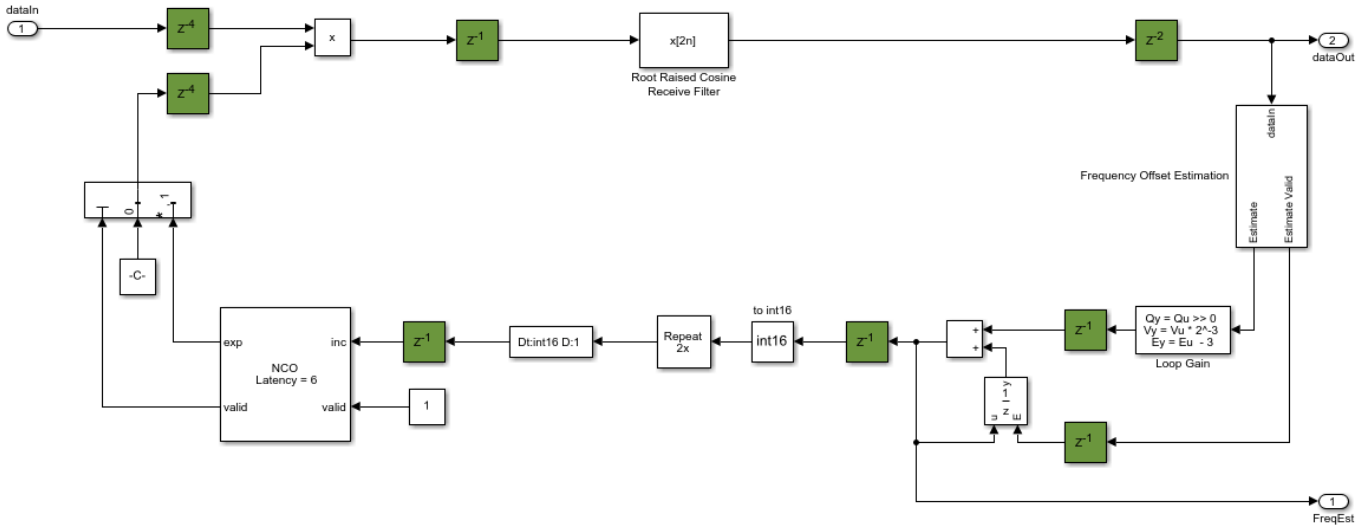 dataIn
1
z-4
x
z-1
x[2n]
Root Raised Cosine
Receive Filter
z-2
2
dataOut
z-4
dataIn
Frequency Offset Estimation
Estimate
Estimate Valid
T
0
*, 1
-C-
exp
inc
NCO
Latency = 6
valid
valid
1
z-1
Dt:int16 D:1
Repeat
2x
to int16
int16
z-1
+
+
z-1
Qy = Qu >> 0
Vy = Vu * 2^-3
Ey = Eu - 3
Loop Gain
y
1
z
u
E
z-1
1
FreqEst